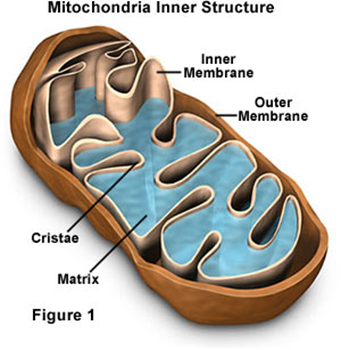 Mitochondria Inner Structure
Inner
Membrane
Outer
Membrane
Cristae
Matrix
Figure 1